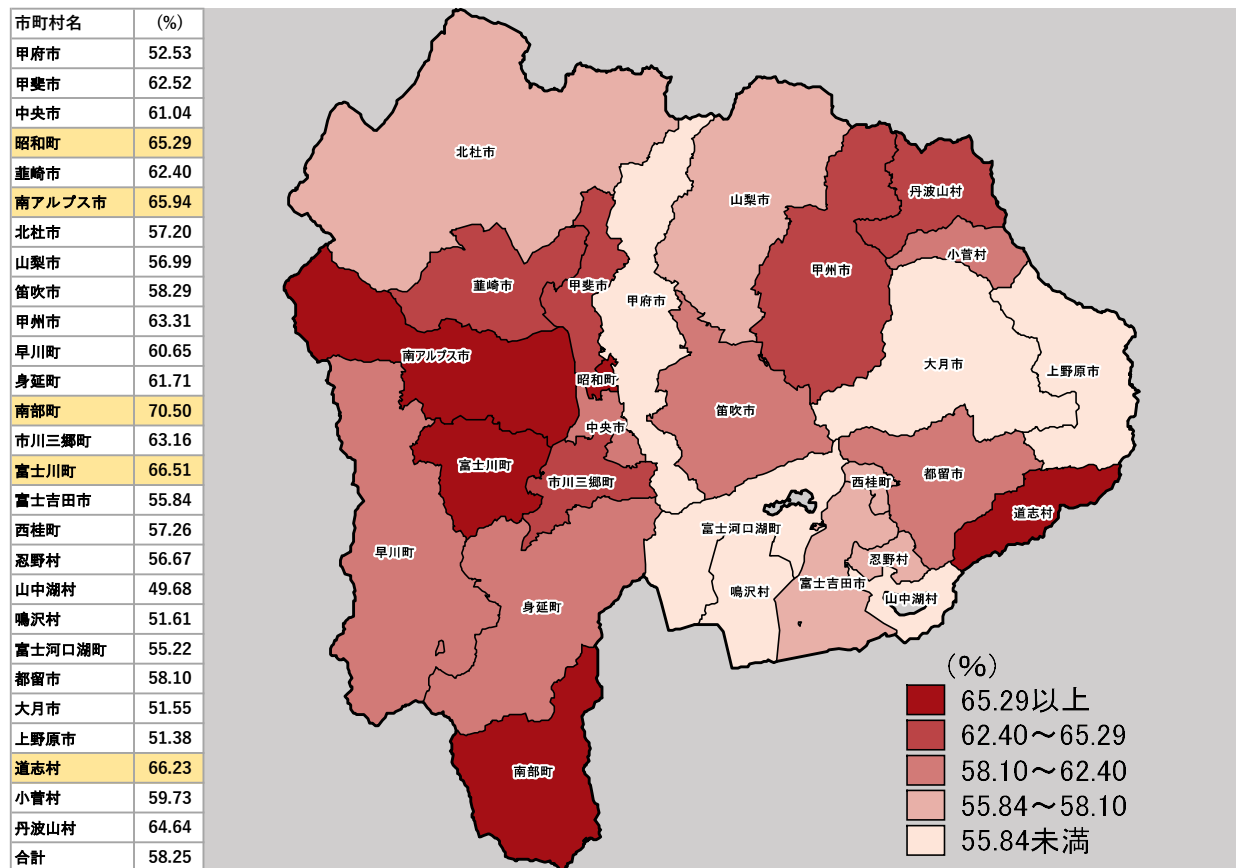 市町村名 (%)
甲府市 52.53
甲斐市 62.52
中央市 61.04
昭和町 65.29
韮崎市 62.40
南アルプス市 65.94
北杜市 57.20
山梨市 56.99
笛吹市 58.29
甲州市 63.31
早川町 60.65
身延町 61.71
南部町 70.50
市川三郷町 63.16
富士川町 66.51
富士吉田市 55.84
西桂町 57.26
忍野村 56.67
山中湖村 49.68
鳴沢村 51.61
富士河口湖町 55.22
都留市 58.10
大月市 51.55
上野原市 51.38
道志村 66.23
小菅村 59.73
丹波山村 64.64
合計 58.25
北杜市
丹波山村
山梨市
小菅村
甲州市
韮崎市
甲斐市
甲府市
南アルプス市
大月市
上野原市
昭和町
笛吹市
中央市
富士川町
市川三郷町
西桂町
都留市
道志村
富士河口湖町
早川町
忍野村
富士吉田市
鳴沢村
山中湖村
身延町
南部町
(%)
65.29以上
62.40～65.29
58.10～62.40
55.84～58.10
55.84未満